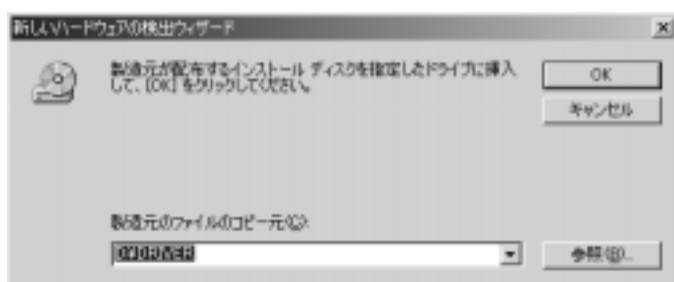 新しいハードウェアの検出ウィザード
製造元が配布するインストール ディスクを指定したドライブに挿入
して、[OK] をクリックしてください。
OK
キャンセル
製造元のファイルのコピー元(C):
参照(B)...